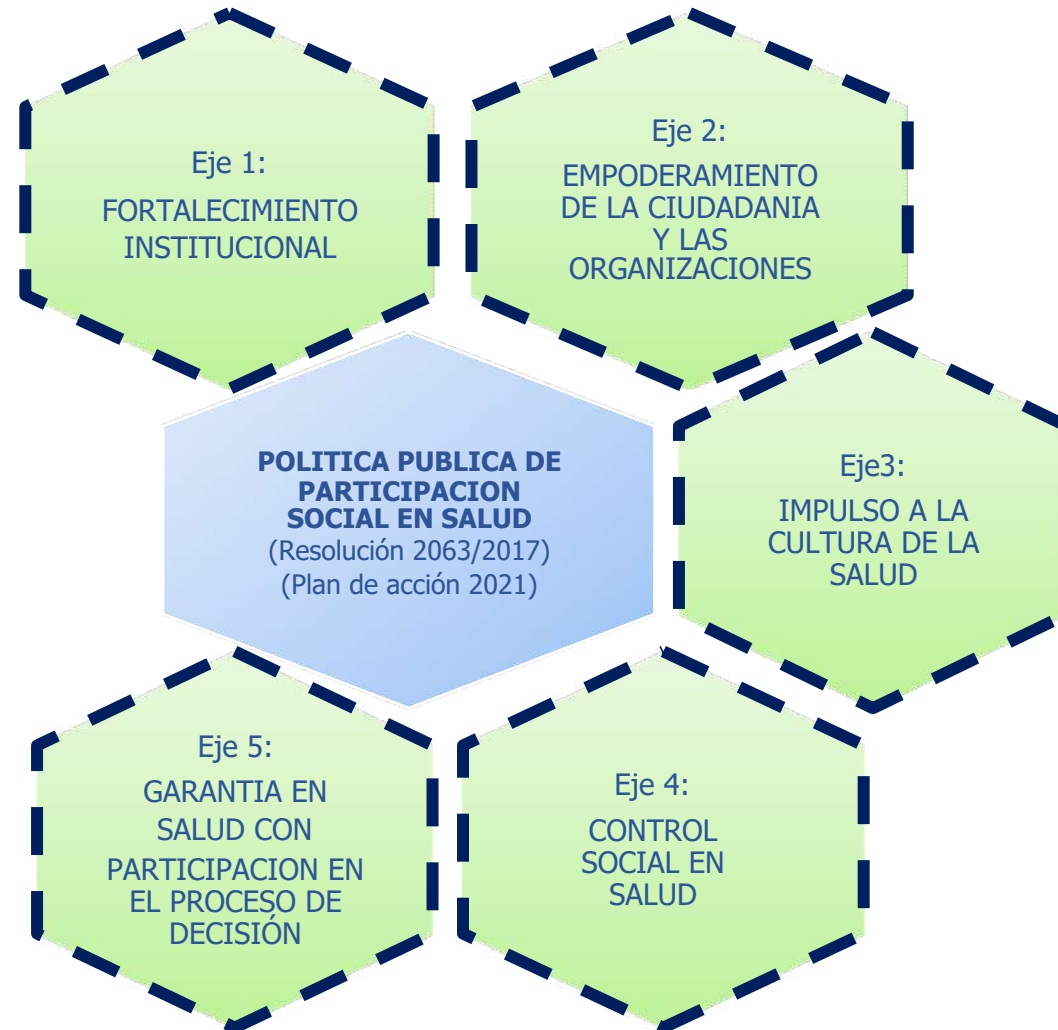 Eje 1:
FORTALECIMIENTO
INSTITUCIONAL
Eje 2:
EMPODERAMIENTO
DE LA CIUDADANIA
Y LAS
ORGANIZACIONES
POLITICA PUBLICA DE
PARTICIPACION
SOCIAL EN SALUD
(Resolución 2063/2017)
(Plan de acción 2021)
Eje3:
IMPULSO A LA
CULTURA DE LA
SALUD
Eje 5:
GARANTIA EN
SALUD CON
PARTICIPACION EN
EL PROCESO DE
DECISIÓN
Eje 4:
CONTROL
SOCIAL EN
SALUD